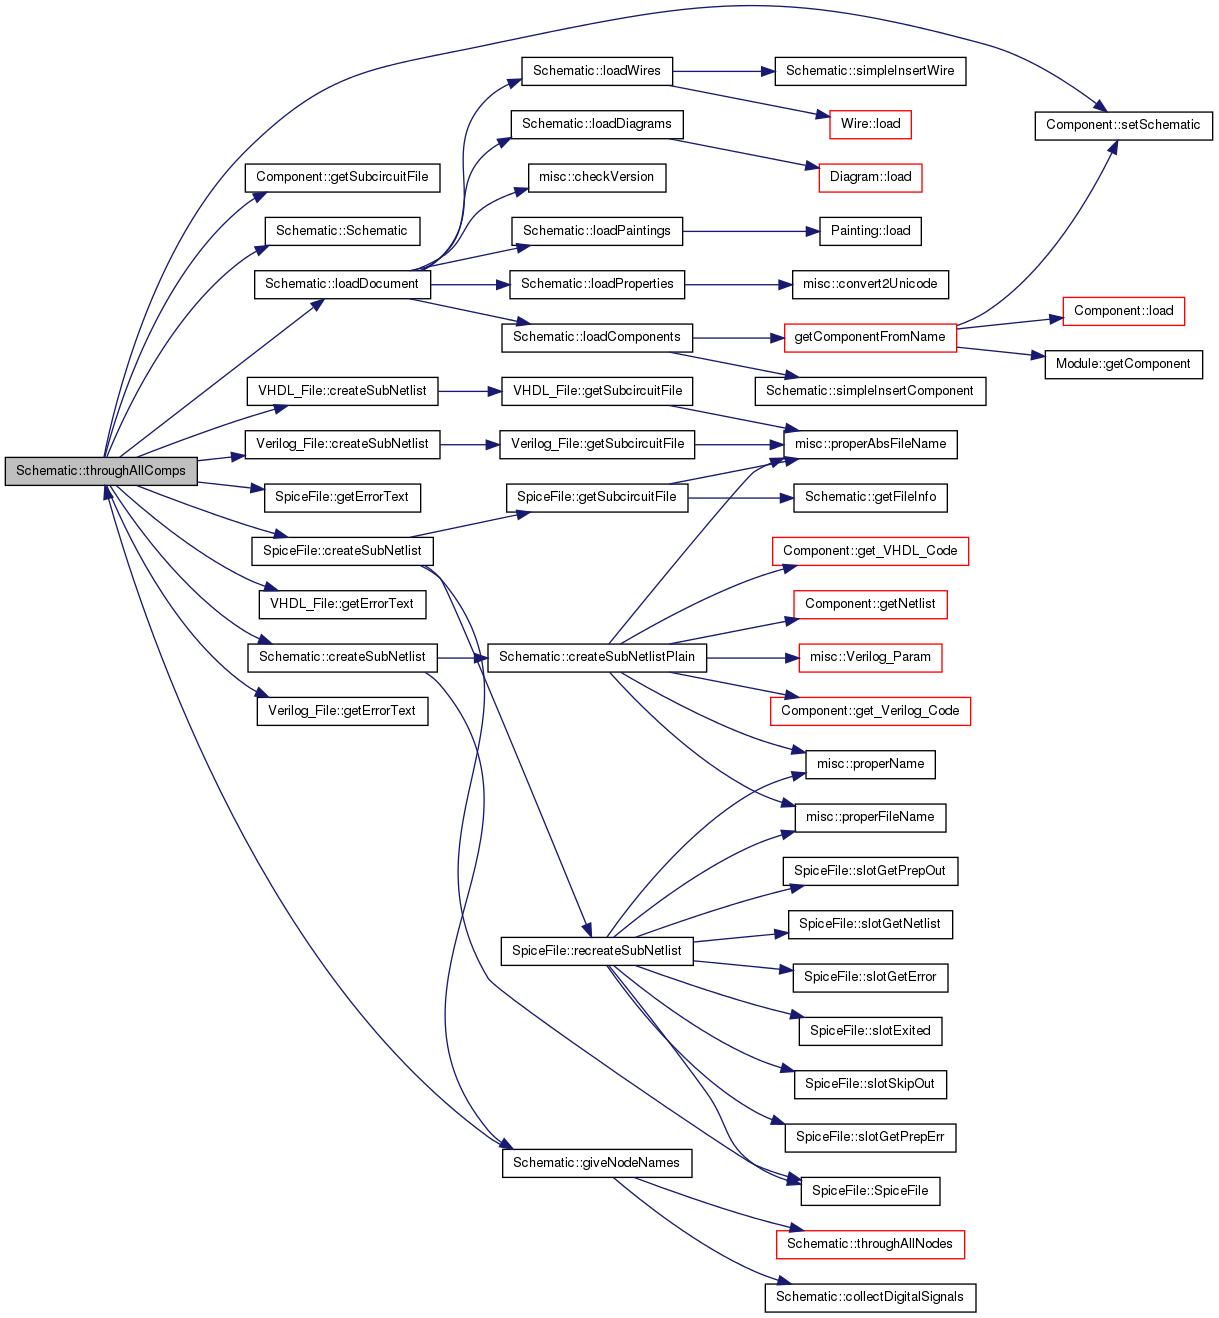 Schematic::loadWires
Schematic::simpleInsertWire
Wire::load
Schematic::loadDiagrams
Component::setSchematic
Component::getSubcircuitFile
misc::checkVersion
Diagram::load
Schematic::Schematic
Schematic::loadPaintings
Painting::load
Schematic::loadDocument
Schematic::loadProperties
misc::convert2Unicode
Component::load
Schematic::loadComponents
getComponentFromName
Module::getComponent
VHDL_File::createSubNetlist
VHDL_File::getSubcircuitFile
Schematic::simpleInsertComponent
Verilog_File::createSubNetlist
Verilog_File::getSubcircuitFile
misc::properAbsFileName
Schematic::throughAllComps
SpiceFile::getErrorText
SpiceFile::getSubcircuitFile
Schematic::getFileInfo
SpiceFile::createSubNetlist
Component::get_VHDL_Code
VHDL_File::getErrorText
Component::getNetlist
Schematic::createSubNetlist
Schematic::createSubNetlistPlain
misc::Verilog_Param
Verilog_File::getErrorText
Component::get_Verilog_Code
misc::properName
misc::properFileName
SpiceFile::slotGetPrepOut
SpiceFile::slotGetNetlist
SpiceFile::recreateSubNetlist
SpiceFile::slotGetError
SpiceFile::slotExited
SpiceFile::slotSkipOut
SpiceFile::slotGetPrepErr
Schematic::giveNodeNames
SpiceFile::SpiceFile
Schematic::throughAllNodes
Schematic::collectDigitalSignals